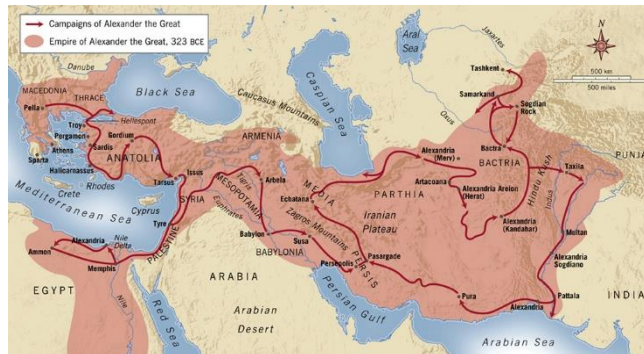 Campaigns of Alexander the Great
Empire of Alexander the Great, 323 BCE
N
500 km
500 miles
Aral
Sea
Jaxartes
Tashkent
Danube
MACEDONIA
THRACE
Black Sea
Caucasus Mountains
Caspian Sea
Samarkand
Sogdian
Rock
Oxus
Pella
Hellespont
Troy
Pergamon
Gordium
Athens
Sardis
Sparta
ANATOLIA
Halicarnassus
ARMENIA
Alexandria
(Merv)
Bactra
BACTRIA
Hindu Kush
Taxila
PUNJ
Rhodes
Crete
Tarsus
Issus
Cyprus
SYRIA
Tigris
MESOPOTAMIA
Arbela
MEDIA
PARTHIA
Artacoana
Alexandria Areion
(Herat)
Indus
Mediterranean Sea
Tyre
Euphrates
Ecbatana
Zagros Mountains
Iranian
Plateau
Alexandria
(Kandahar)
Multan
PALESTINE
Babylon
Susa
BABYLONIA
PERSIS
Pasargade
Persepolis
Alexandria
Sogdiano
Ammon
Alexandria
Nile
Delta
Memphis
ARABIA
Pura
Alexandria
Pattala
INDIA
EGYPT
Nile
Red Sea
Arabian
Desert
Persian Gulf
Arabian Sea